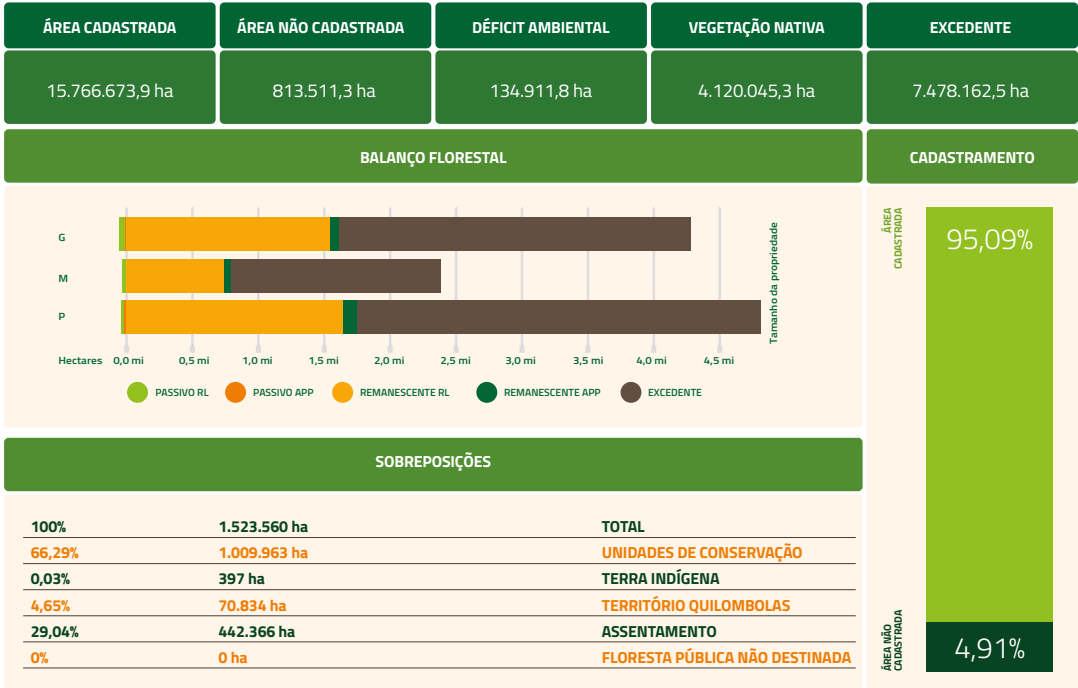 ÁREA CADASTRADA
ÁREA NÃO CADASTRADA
DÉFICIT AMBIENTAL
VEGETAÇÃO NATIVA
EXCEDENTE
15.766.673,9 ha
813.511,3 ha
134.911,8 ha
4.120.045,3 ha
7.478.162,5 ha
BALANÇO FLORESTAL
G
M
P
Hectares 0,0 mi 0,5 mi 1,0 mi 1,5 mi 2,0 mi 2,5 mi 3,0 mi 3,5 mi 4,0 mi 4,5 mi
Tamanho da propriedade
PASSIVO RL PASSIVO APP REMANESCENTE RL REMANESCENTE APP EXCEDENTE
CADASTRAMENTO
ÁREA
CADASTRADA
95,09%
ÁREA NÃO
CADASTRADA
4,91%
SOBREPOSIÇÕES
100% 1.523.560 ha TOTAL
66,29% 1.009.963 ha UNIDADES DE CONSERVAÇÃO
0,03% 397 ha TERRA INDÍGENA
4,65% 70.834 ha TERRITÓRIO QUILOMBOLAS
29,04% 442.366 ha ASSENTAMENTO
0% 0 ha FLORESTA PÚBLICA NÃO DESTINADA